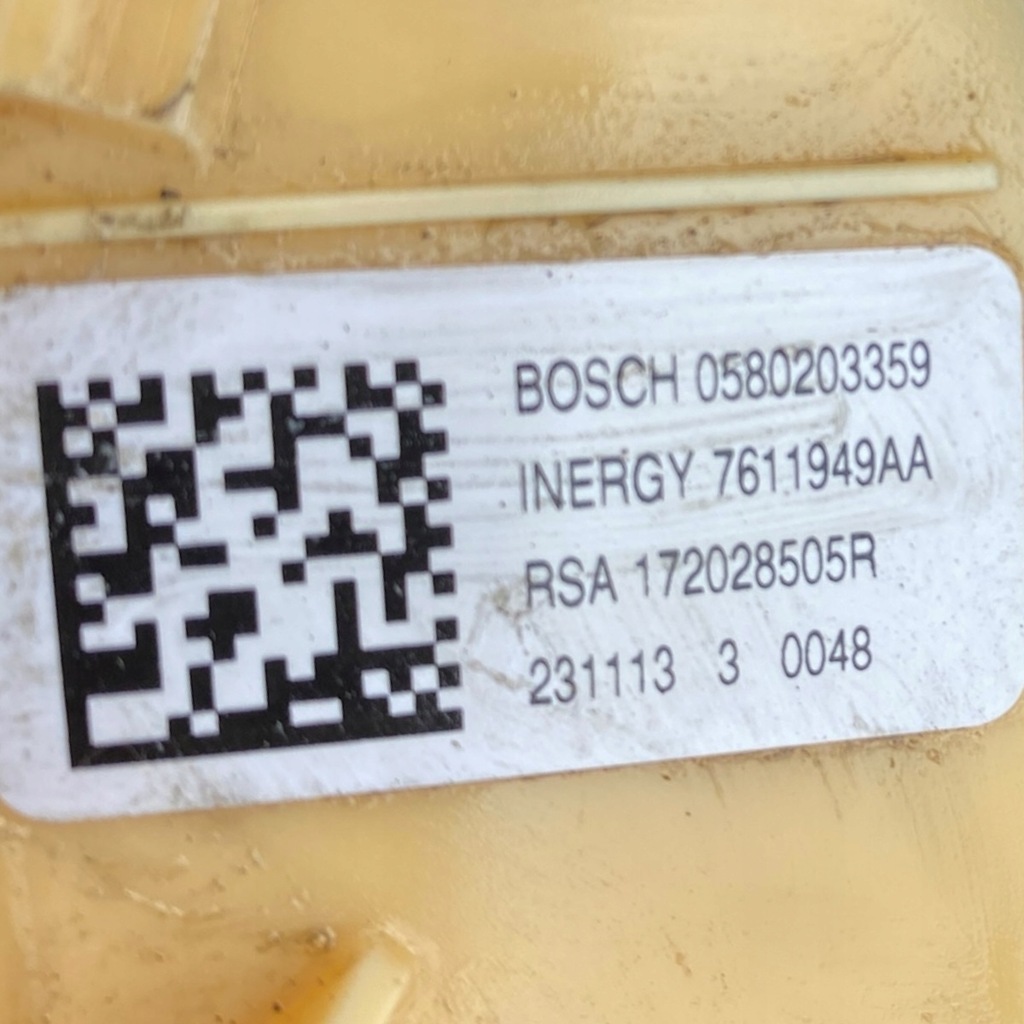 BOSCH 0580203359
INERGY 7611949AA
RSA 172028505R
231113 3 0048